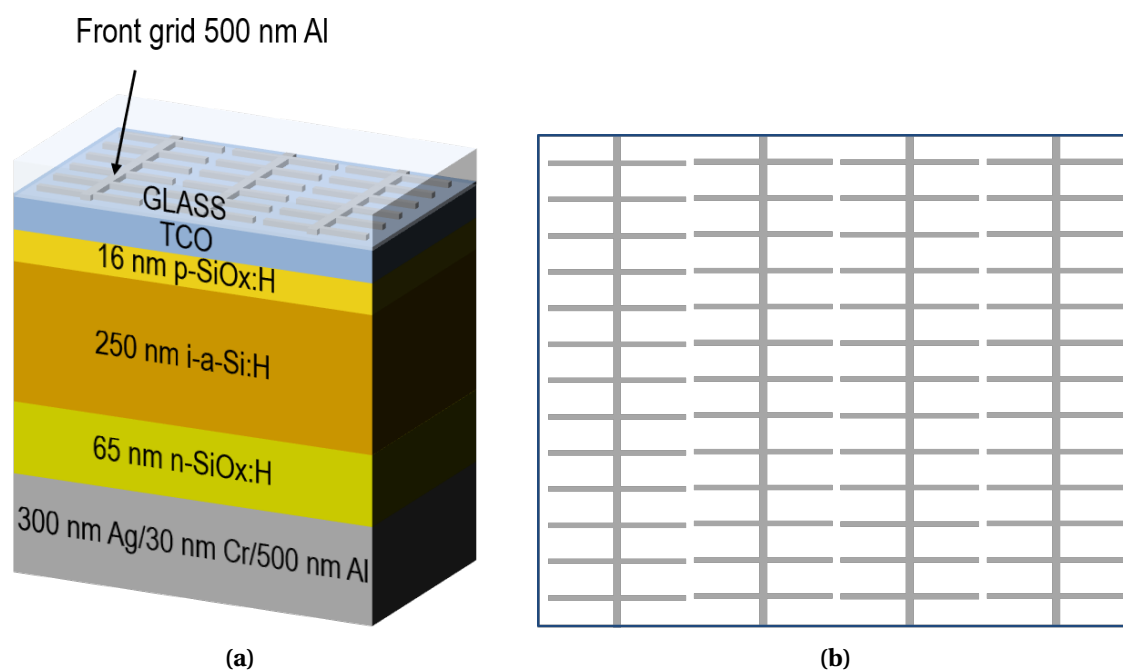 Front grid 500 nm Al
GLASS
TCO
16 nm p-SiOx:H
250 nm i-a-Si:H
65 nm n-SiOx:H
300 nm Ag/30 nm Cr/500 nm Al
(a)
(b)